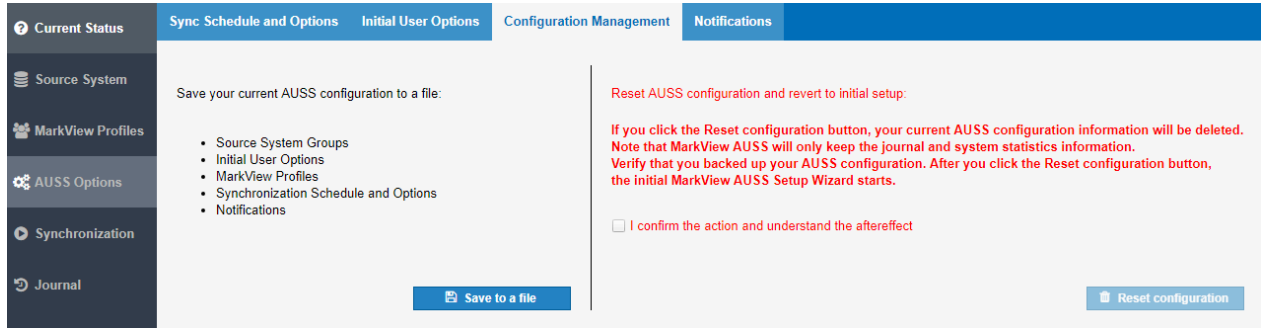 Current Status
Source System
MarkView Profiles
AUSS Options
Synchronization
Journal
Sync Schedule and Options
Initial User Options
Configuration Management
Notifications
Save your current AUSS configuration to a file:
Source System Groups
Initial User Options
MarkView Profiles
Synchronization Schedule and Options
Notifications
Save to a file
Reset AUSS configuration and revert to initial setup:
If you click the Reset configuration button, your current AUSS configuration information will be deleted.
Note that MarkView AUSS will only keep the journal and system statistics information.
Verify that you backed up your AUSS configuration. After you click the Reset configuration button,
the initial MarkView AUSS Setup Wizard starts.
I confirm the action and understand the aftereffect
Reset configuration